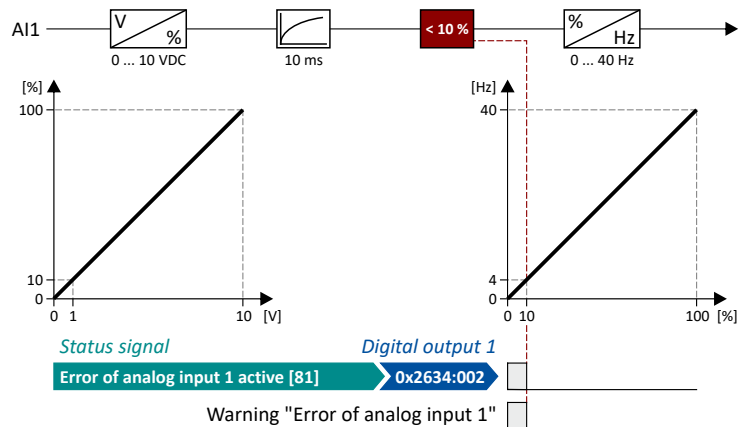 AI1
V
%
< 10 %
%
Hz
0 ... 10 VDC
10 ms
0 ... 40 Hz
[%]
[Hz]
100
40
10
4
0
0
0 1 10 [V]
0 10 100 [%]
Status signal
Digital output 1
Error of analog input 1 active [81]
0x2634:002
Warning "Error of analog input 1"